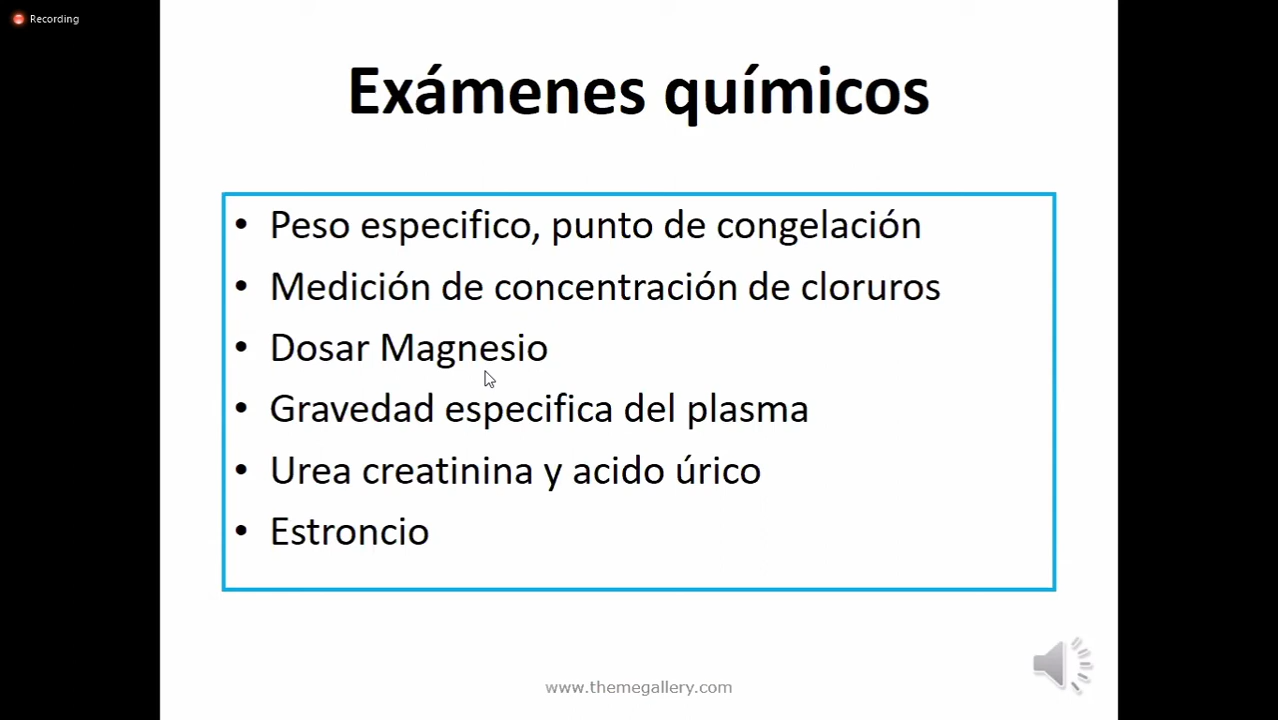 Recording
Exámenes químicos
• Peso especifico, punto de congelación
• Medición de concentración de cloruros
• Dosar Magnesio
• Gravedad especifica del plasma
• Urea creatinina y acido úrico
• Estroncio
www.themegallery.com